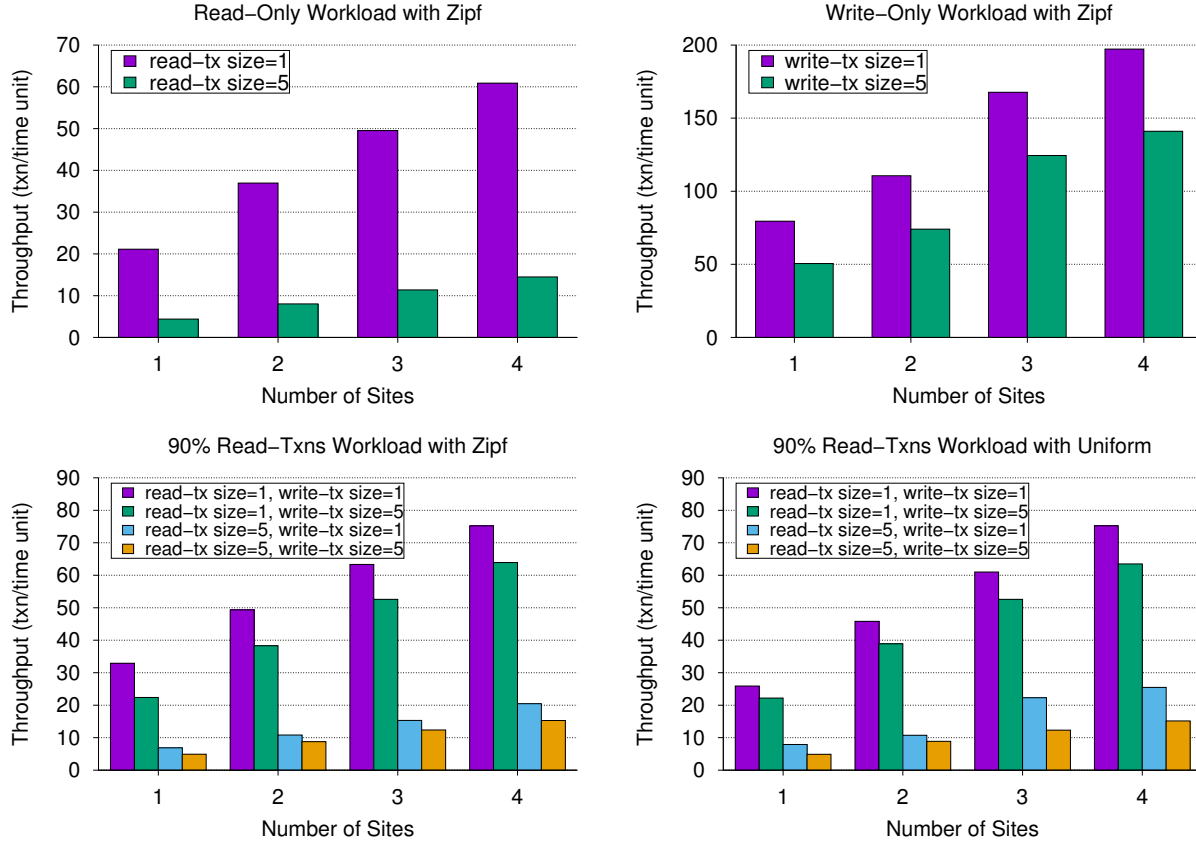 Read−Only Workload with Zipf
Throughput (txn/time unit)
70
60
50
40
30
20
10
0
read−tx size=1
read−tx size=5
1 2 3 4
Number of Sites
Write−Only Workload with Zipf
Throughput (txn/time unit)
200
150
100
50
0
write−tx size=1
write−tx size=5
1 2 3 4
Number of Sites
90% Read−Txns Workload with Zipf
Throughput (txn/time unit)
90
80
70
60
50
40
30
20
10
0
read−tx size=1, write−tx size=1
read−tx size=1, write−tx size=5
read−tx size=5, write−tx size=1
read−tx size=5, write−tx size=5
1 2 3 4
Number of Sites
90% Read−Txns Workload with Uniform
Throughput (txn/time unit)
90
80
70
60
50
40
30
20
10
0
read−tx size=1, write−tx size=1
read−tx size=1, write−tx size=5
read−tx size=5, write−tx size=1
read−tx size=5, write−tx size=5
1 2 3 4
Number of Sites